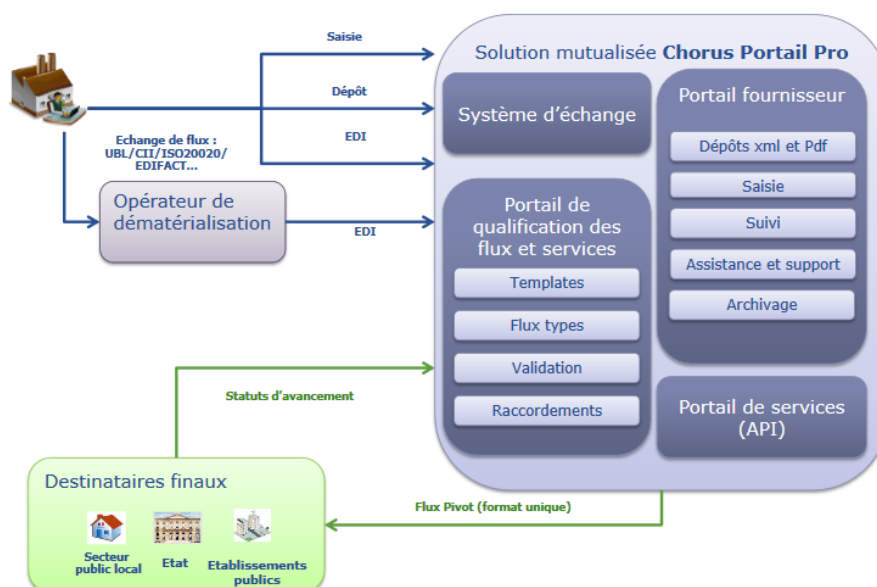 Saisie
Dépôt
EDI
Echange de flux :
UBL/CII/ISO20020/
EDIFACT...
Opérateur de
dématérialisation
EDI
Solution mutualisée Chorus Portail Pro
Système d'échange
Portail de
qualification des
flux et services
Templates
Flux types
Validation
Raccordements
Portail fournisseur
Dépôts xml et Pdf
Saisie
Suivi
Assistance et support
Archivage
Portail de services
(API)
Statuts d'avancement
Flux Pivot (format unique)
Destinataires finaux
Secteur
public local
Etat
Etablissements
publics